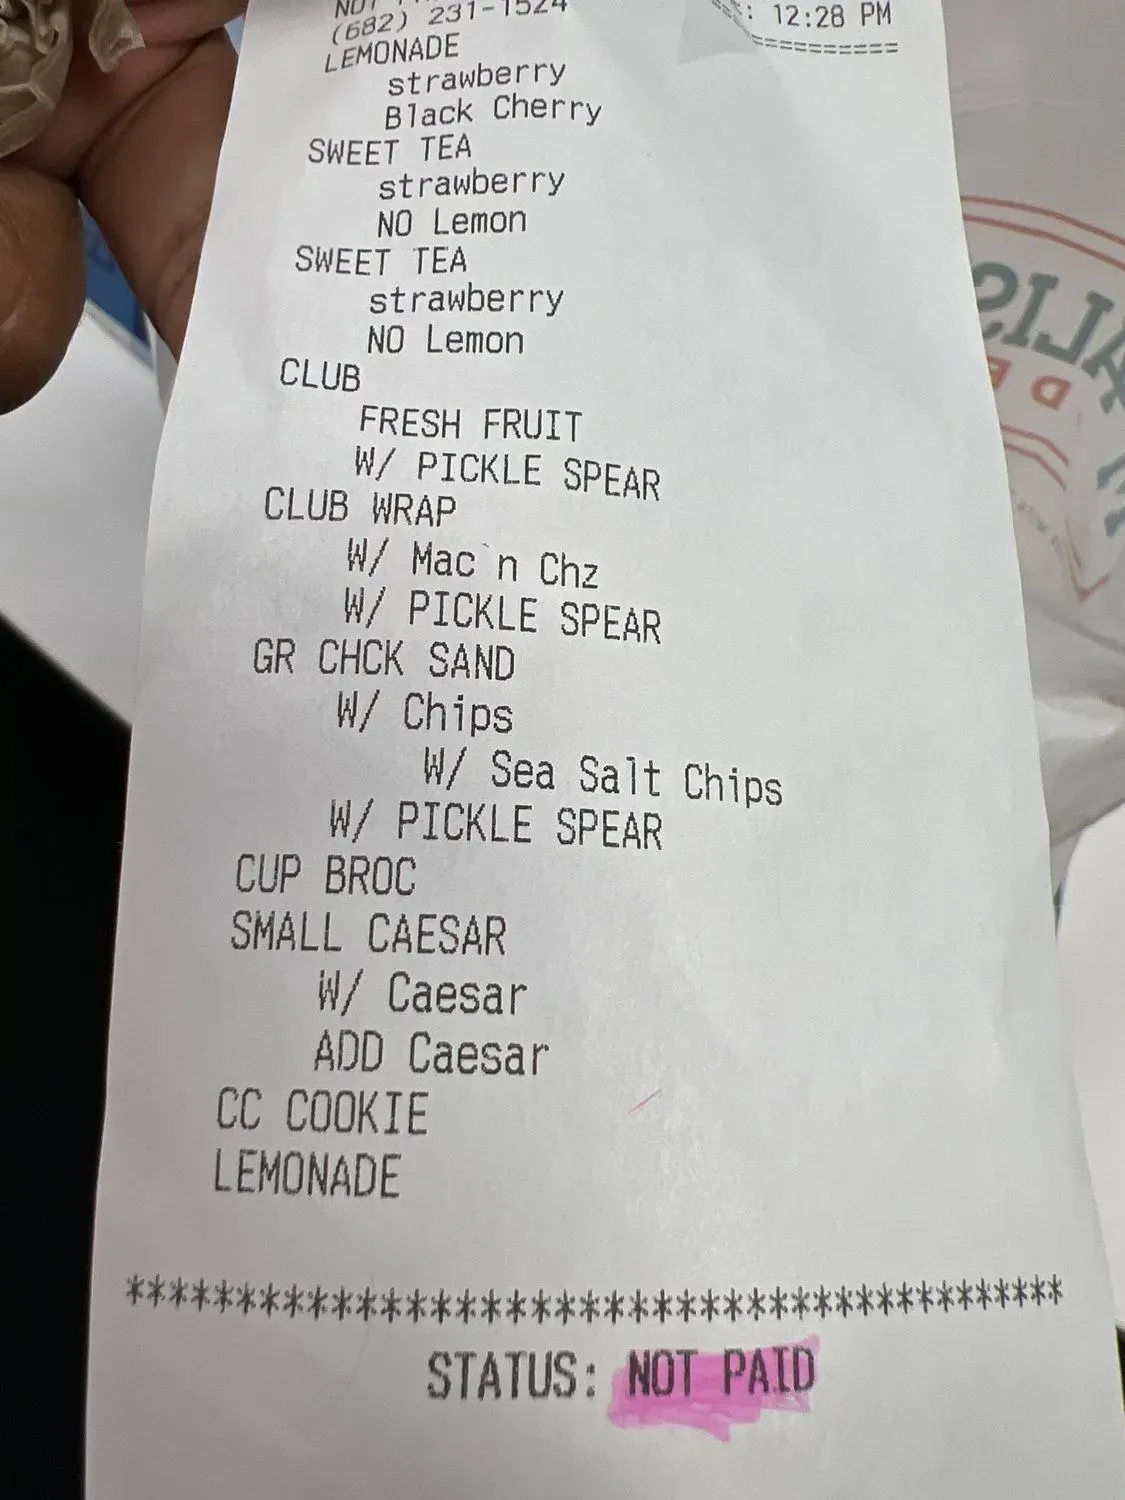 NOT
(682) 231-1524
: 12:28 PM
==========
LEMONADE
strawberry
Black Cherry
SWEET TEA
strawberry
NO Lemon
SWEET TEA
strawberry
NO Lemon
CLUB
FRESH FRUIT
W/ PICKLE SPEAR
CLUB WRAP
W/ Mac`n Chz
W/ PICKLE SPEAR
GR CHCK SAND
W/ Chips
W/ Sea Salt Chips
W/ PICKLE SPEAR
CUP BROC
SMALL CAESAR
W/ Caesar
ADD Caesar
CC COOKIE
LEMONADE
******************************************
STATUS: NOT PAID